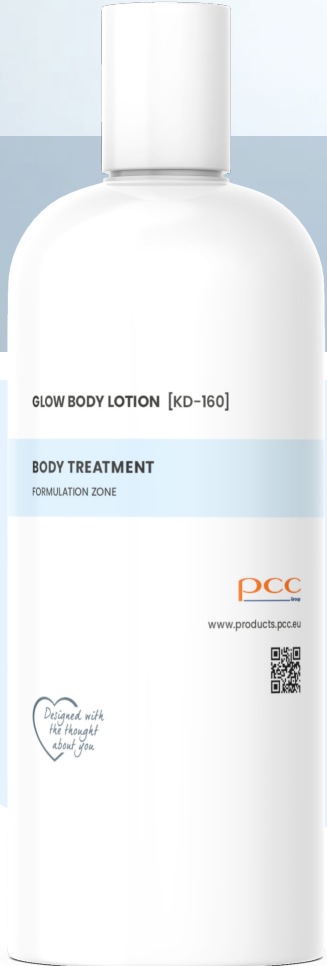 GLOW BODY LOTION [KD-160]
BODY TREATMENT
FORMULATION ZONE
pcc
Group
www.products.pcc.eu
Designed with
the thought
about you